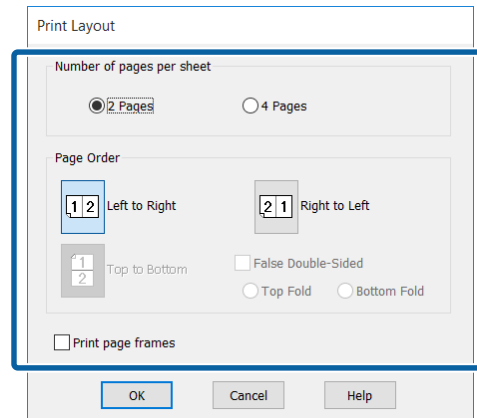 Print Layout
Number of pages per sheet
2 Pages
4 Pages
Page Order
1 2 Left to Right
2 1 Right to Left
1
2
Top to Bottom
False Double-Sided
Top Fold
Bottom Fold
Print page frames
OK Cancel Help